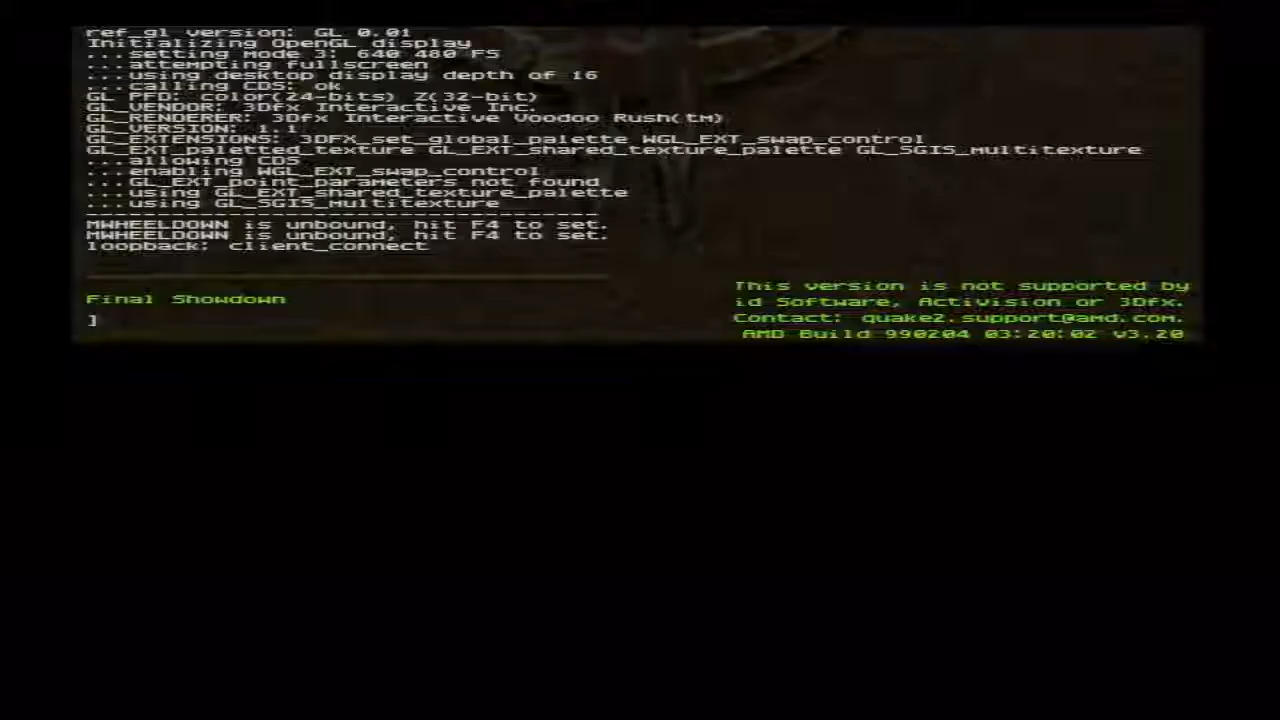 ref_gl version: GL 0.01
Initializing OpenGL display
...setting mode 3: 640 480 FS
...attempting fullscreen
...using desktop display depth of 16
...calling CDS: ok
GL_PFD: color(24-bits) Z(32-bit)
GL_VENDOR: 3Dfx Interactive Inc.
GL_RENDERER: 3Dfx Interactive Voodoo Rush(tm)
GL_VERSION: 1.1
GL_EXTENSIONS: 3DFX_set_global_palette WGL_EXT_swap_control
GL_EXT_paletted_texture GL_EXT_shared_texture_palette GL_SGIS_multitexture
...allowing CDS
...enabling WGL_EXT_swap_control
...GL_EXT_point_parameters not found
...using GL_EXT_shared_texture_palette
...using GL_SGIS_multitexture
------------------------------------
MWHEELDOWN is unbound, hit F4 to set.
MWHEELDOWN is unbound, hit F4 to set.
loopback: client_connect
Final Showdown
]
This version is not supported by
id Software, Activision or 3Dfx.
Contact: quake2.support@amd.com.
AMD Build 990204 03:20:02 v3.20